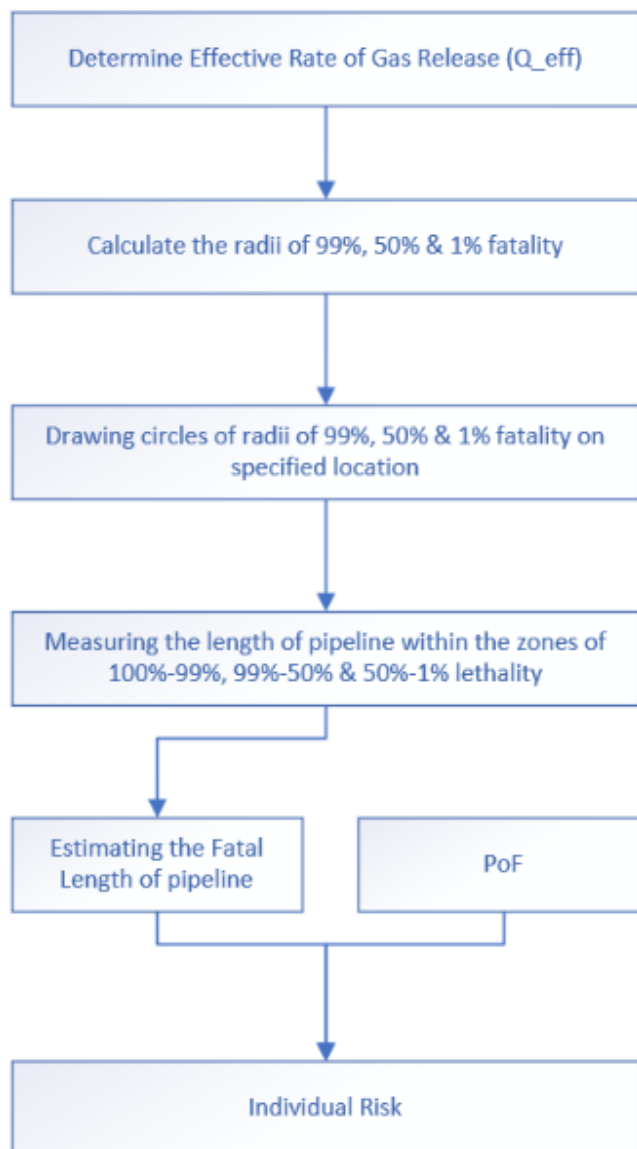 Determine Effective Rate of Gas Release (Q_eff)
Calculate the radii of 99%, 50% & 1% fatality
Drawing circles of radii of 99%, 50% & 1% fatality on
specified location
Measuring the length of pipeline within the zones of
100%-99%, 99%-50% & 50%-1% lethality
Estimating the Fatal
Length of pipeline
PoF
Individual Risk